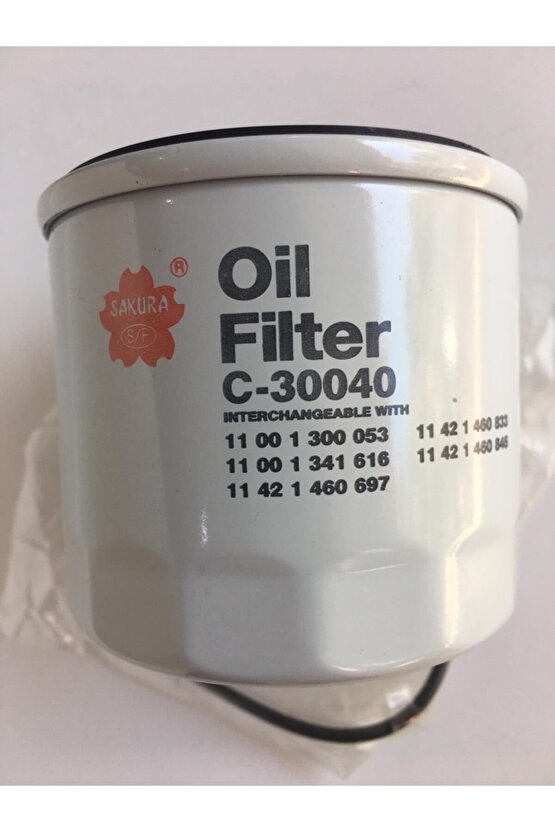 SAKURA
S/F
®
Oil
Filter
C-30040
INTERCHANGEABLE WITH
11 00 1 300 053
11 00 1 341 616
11 42 1 460 697
11 42 1 460 833
11 42 1 460 845